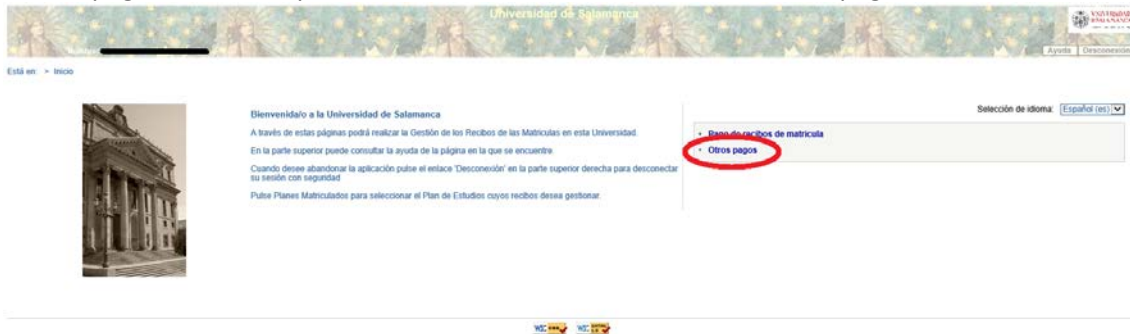 Universidad de Salamanca
Ayuda | Desconexión
Está en: > Inicio
Selección de idioma: Español (es)
Bienvenida/o a la Universidad de Salamanca
A través de estas páginas podrá realizar la Gestión de los Recibos de las Matriculas en esta Universidad.
En la parte superior puede consultar la ayuda de la página en la que se encuentre.
Cuando desee abandonar la aplicación pulse el enlace 'Desconexión' en la parte superior derecha para desconectar
su sesión con seguridad
Pulse Planes Matriculados para seleccionar el Plan de Estudios cuyos recibos desea gestionar.
Pago de recibos de matricula
Otros pagos